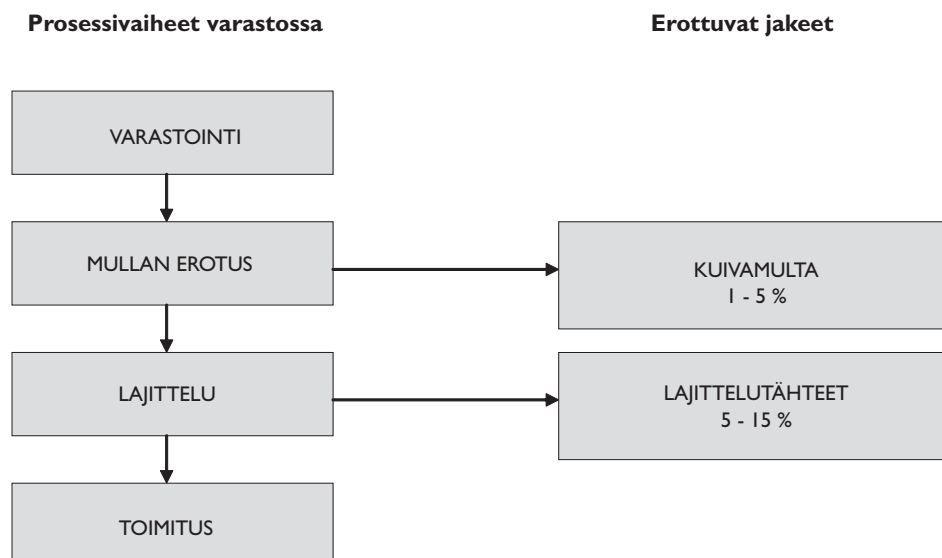 Prosessivaiheet varastossa
Erottuvat jakeet
VARASTOINTI
MULLAN EROTUS
KUIVAMULTA
1 - 5 %
LAJITTELU
LAJITTELUTÄHTEET
5 - 15 %
TOIMITUS